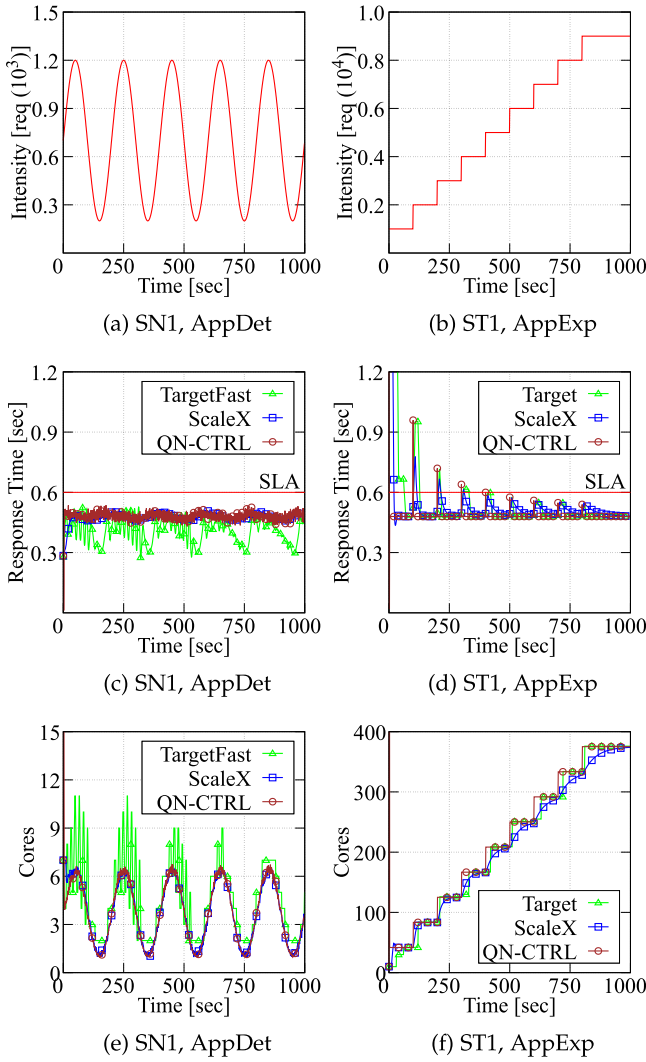 1.5
1.2
0.9
0.6
0.3
Intensity [req (10³)]
0 250 500 750 1000
Time [sec]
(a) SN1, AppDet
1.0
0.8
0.6
0.4
0.2
Intensity [req (10⁴)]
0 250 500 750 1000
Time [sec]
(b) ST1, AppExp
1.2
0.9
0.6
0.3
Response Time [sec]
TargetFast
ScaleX
QN-CTRL
SLA
0 250 500 750 1000
Time [sec]
(c) SN1, AppDet
1.2
0.9
0.6
0.3
Response Time [sec]
Target
ScaleX
QN-CTRL
SLA
0 250 500 750 1000
Time [sec]
(d) ST1, AppExp
15
12
9
6
3
0
Cores
TargetFast
ScaleX
QN-CTRL
0 250 500 750 1000
Time [sec]
(e) SN1, AppDet
400
300
200
100
0
Cores
Target
ScaleX
QN-CTRL
0 250 500 750 1000
Time [sec]
(f) ST1, AppExp